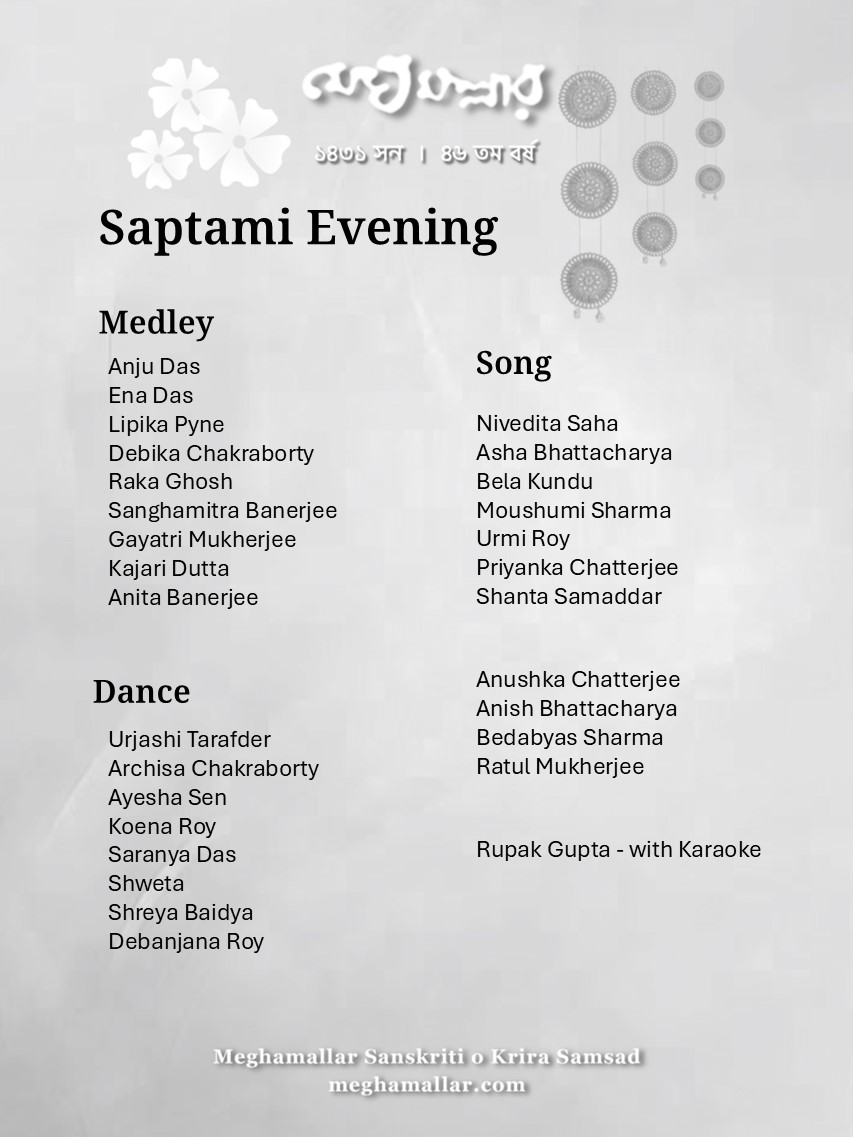 মেঘমল্লার
১৪৩১ সন । ৪৬ তম বর্ষ
Saptami Evening
Medley
Anju Das
Ena Das
Lipika Pyne
Debika Chakraborty
Raka Ghosh
Sanghamitra Banerjee
Gayatri Mukherjee
Kajari Dutta
Anita Banerjee
Dance
Urjashi Tarafder
Archisa Chakraborty
Ayesha Sen
Koena Roy
Saranya Das
Shweta
Shreya Baidya
Debanjana Roy
Song
Nivedita Saha
Asha Bhattacharya
Bela Kundu
Moushumi Sharma
Urmi Roy
Priyanka Chatterjee
Shanta Samaddar
Anushka Chatterjee
Anish Bhattacharya
Bedabyas Sharma
Ratul Mukherjee
Rupak Gupta - with Karaoke
Meghamallar Sanskriti o Krira Samsad
meghamallar.com